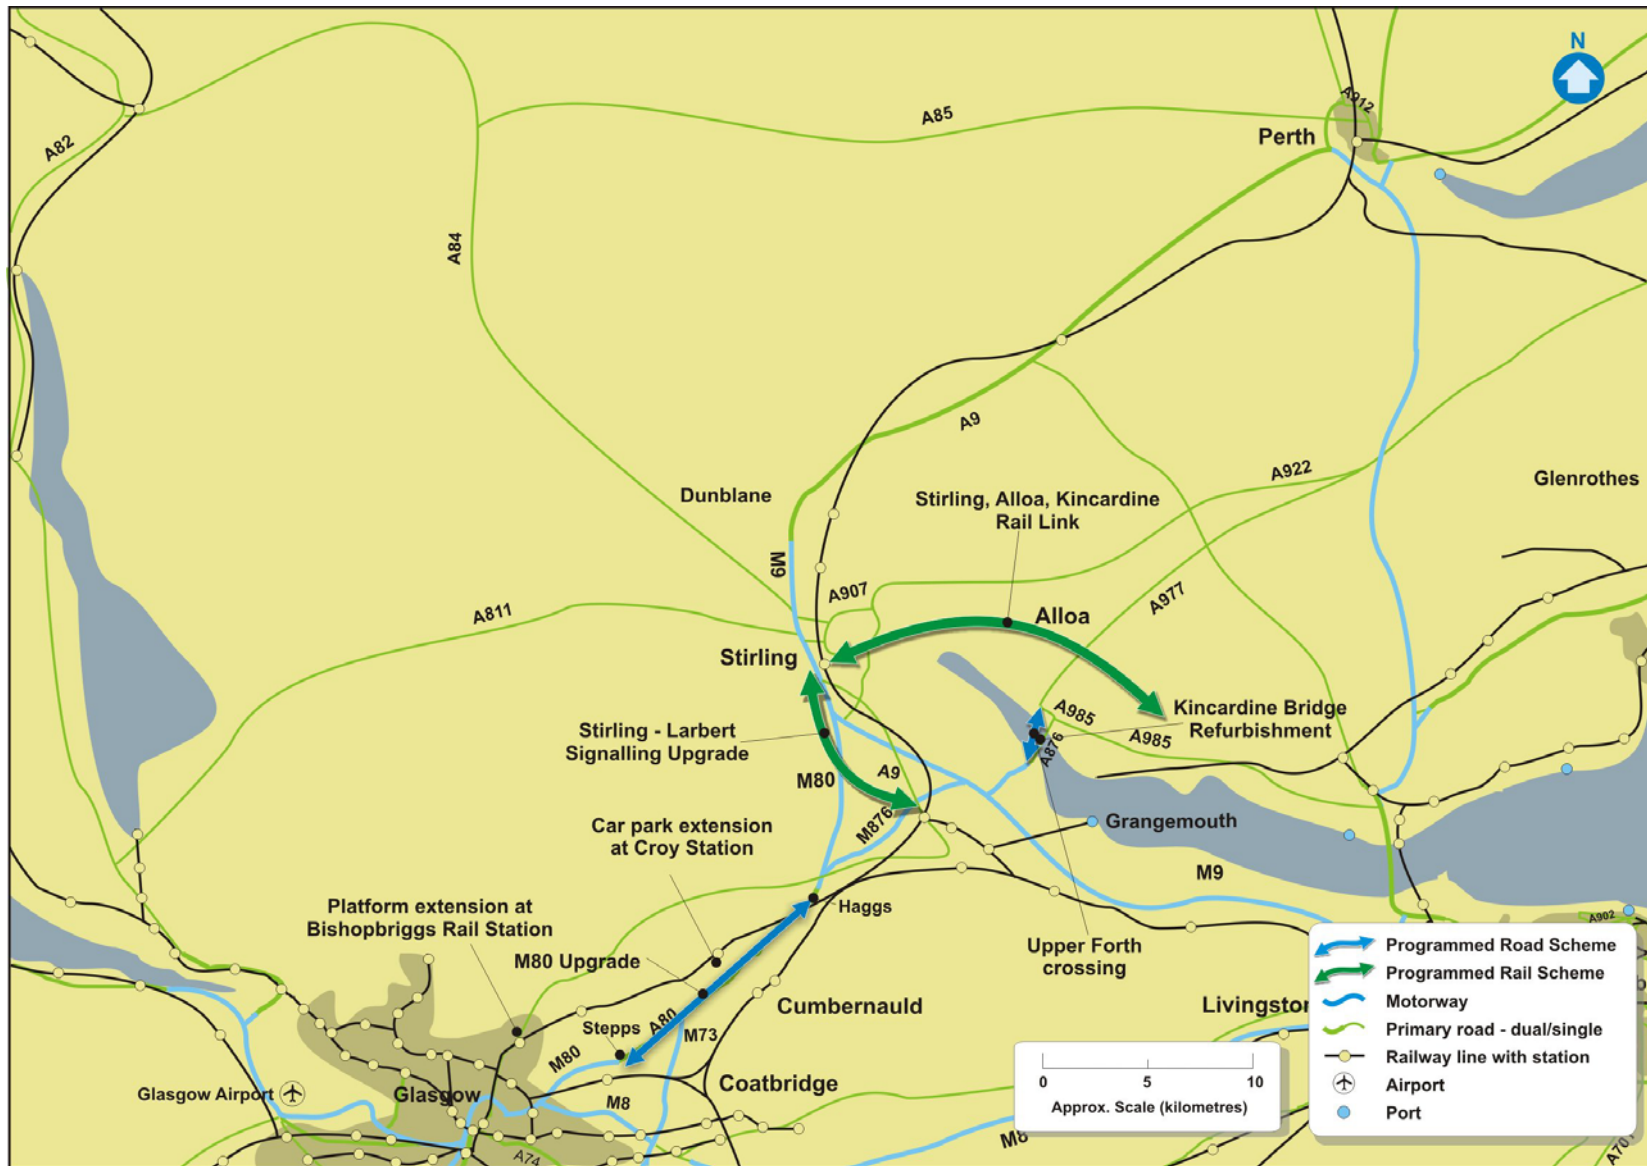 N
A912
Perth
A85
A82
A84
A9
A922
Glenrothes
Dunblane
Stirling, Alloa, Kincardine
Rail Link
M9
A907
A977
A811
Alloa
Stirling
A985
Kincardine Bridge
Refurbishment
A985
A876
Stirling - Larbert
Signalling Upgrade
M80
A9
M876
Grangemouth
Car park extension
at Croy Station
M9
Haggs
Platform extension at
Bishopbriggs Rail Station
A902
Upper Forth
crossing
M80 Upgrade
Cumbernauld
Livingston
Stepps
A80
M73
M80
Coatbridge
Glasgow Airport
Glasgow
M8
M8
A74
Programmed Road Scheme
Programmed Rail Scheme
Motorway
Primary road - dual/single
Railway line with station
Airport
Port
0 5 10
Approx. Scale (kilometres)